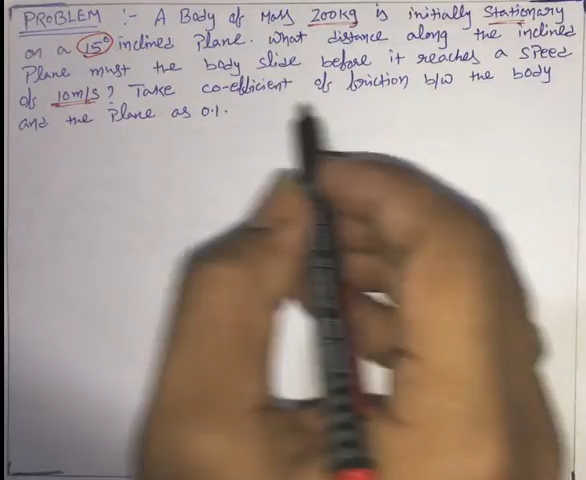 PROBLEM :- A Body of Mass 200kg is initially Stationary
on a 15° inclined Plane. What distance along the inclined
Plane must the body slide before it reaches a speed
of 10m/s? Take co-efficient of friction b/w the body
and the Plane as 0.1.